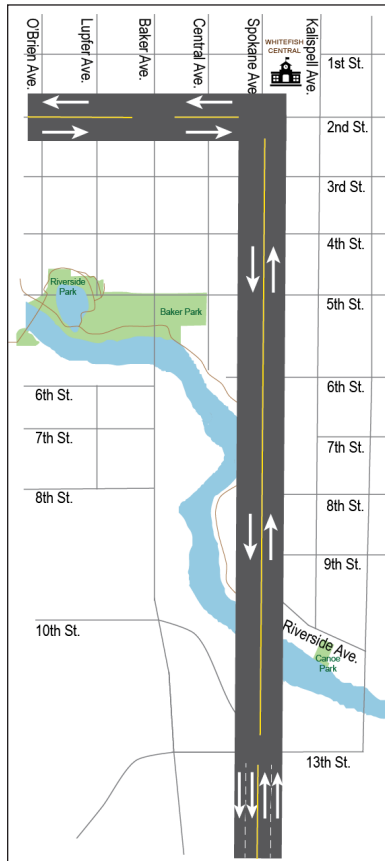 O'Brien Ave.
Lupfer Ave.
Baker Ave.
Central Ave.
Spokane Ave.
Kalispell Ave.
WHITEFISH
CENTRAL
1st St.
2nd St.
3rd St.
4th St.
Riverside
Park
Baker Park
5th St.
6th St.
6th St.
7th St.
7th St.
8th St.
8th St.
9th St.
10th St.
Riverside Ave.
Canoe
Park
13th St.